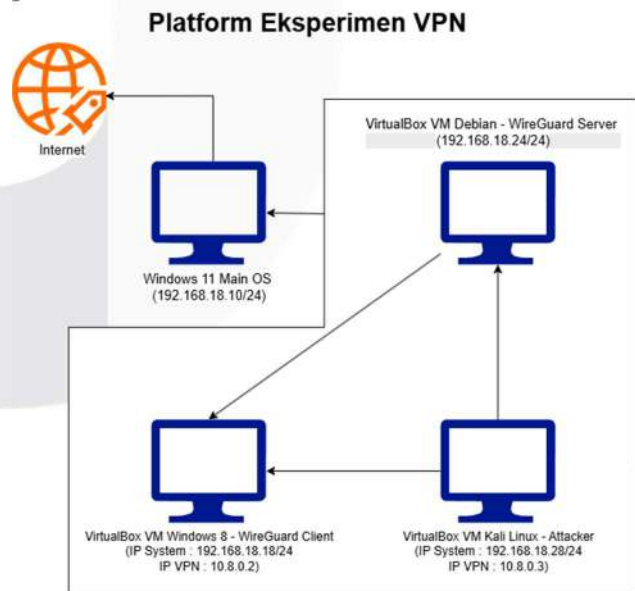 Platform Eksperimen VPN
Internet
VirtualBox VM Debian - WireGuard Server
(192.168.18.24/24)
Windows 11 Main OS
(192.168.18.10/24)
VirtualBox VM Windows 8 - WireGuard Client
(IP System : 192.168.18.18/24
IP VPN : 10.8.0.2)
VirtualBox VM Kali Linux - Attacker
(IP System : 192.168.18.28/24
IP VPN : 10.8.0.3)